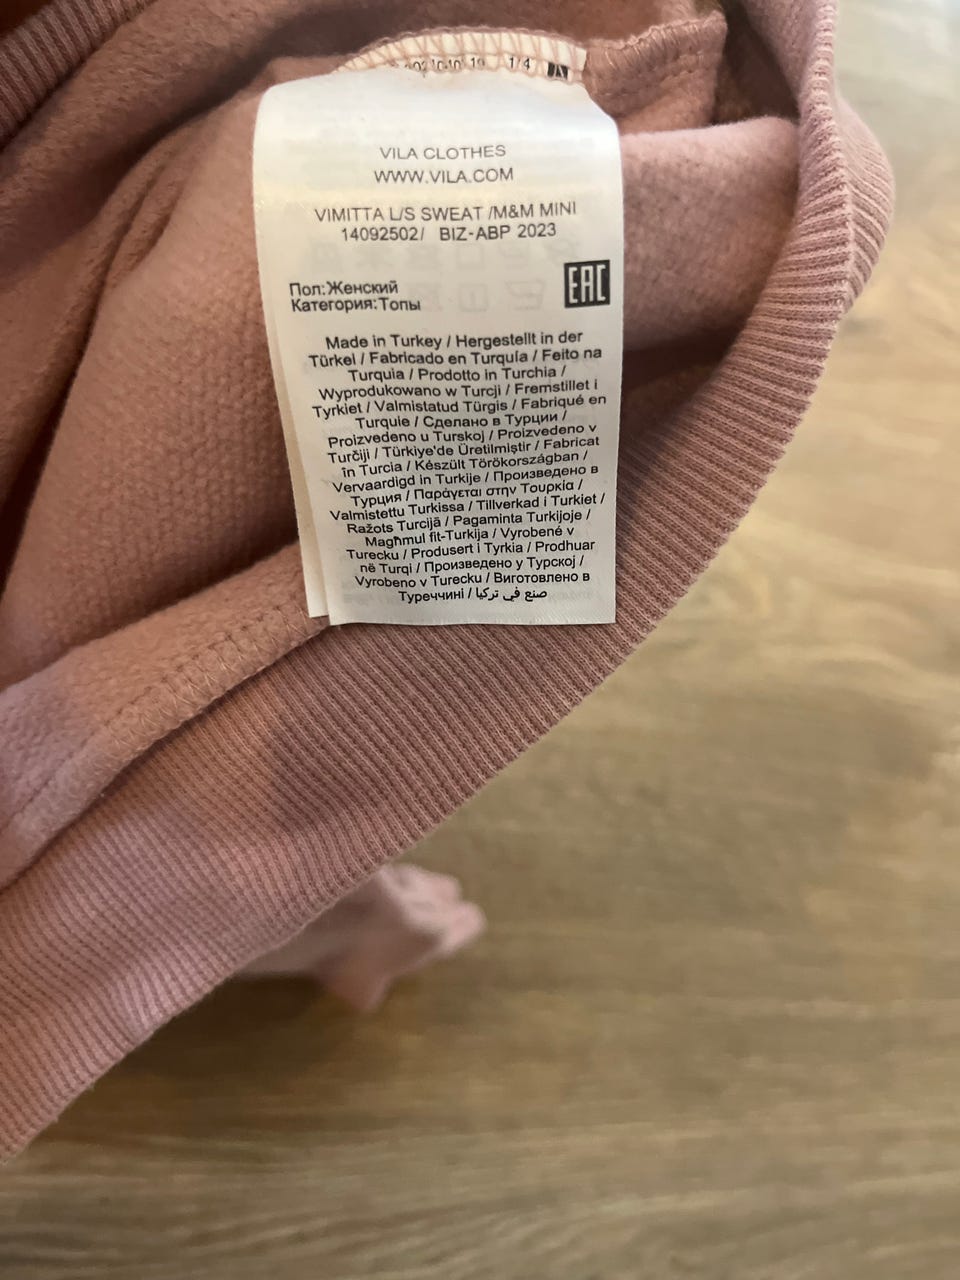 1/4
VILA CLOTHES
WWW.VILA.COM
VIMITTA L/S SWEAT /M&M MINI
14092502/ BIZ-ABP 2023
Пол:Женский
Категория:Топы
EAC
Made in Turkey / Hergestellt in der
Türkei / Fabricado en Turquía / Feito na
Turquia / Prodotto in Turchia /
Wyprodukowano w Turcji / Fremstillet i
Tyrkiet / Valmistatud Türgis / Fabriqué en
Turquie / Сделано в Турции /
Proizvedeno u Turskoj / Proizvedeno v
Turčiji / Türkiye'de Üretilmiştir / Fabricat
în Turcia / Készült Törökországban /
Vervaardigd in Turkije / Произведено в
Турция / Παράγεται στην Τουρκία /
Valmistettu Turkissa / Tillverkad i Turkiet /
Ražots Turcijā / Pagaminta Turkijoje /
Magħmul fit-Turkija / Vyrobené v
Turecku / Produsert i Tyrkia / Prodhuar
në Turqi / Произведено у Турској /
Vyrobeno v Turecku / Виготовлено в
Туреччині / صنع في تركيا